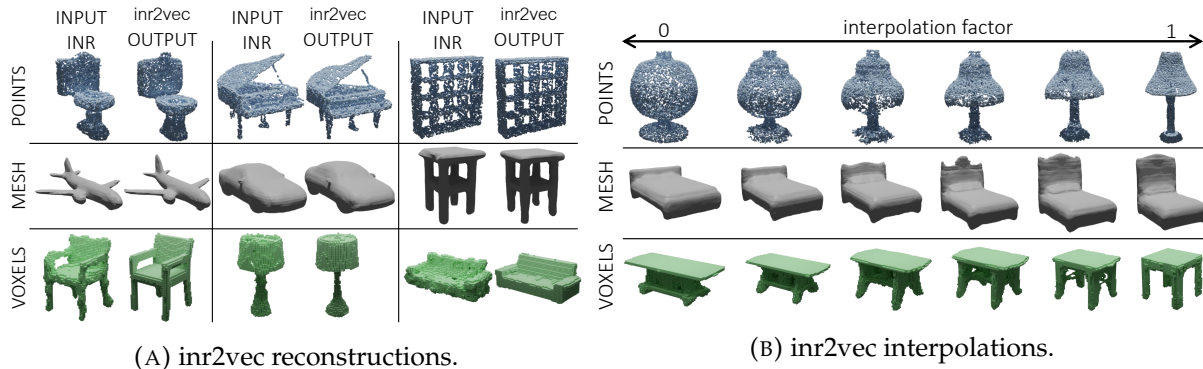 INPUT INR
inr2vec OUTPUT
INPUT INR
inr2vec OUTPUT
INPUT INR
inr2vec OUTPUT
POINTS
MESH
VOXELS
(A) inr2vec reconstructions.
0 interpolation factor 1
POINTS
MESH
VOXELS
(B) inr2vec interpolations.